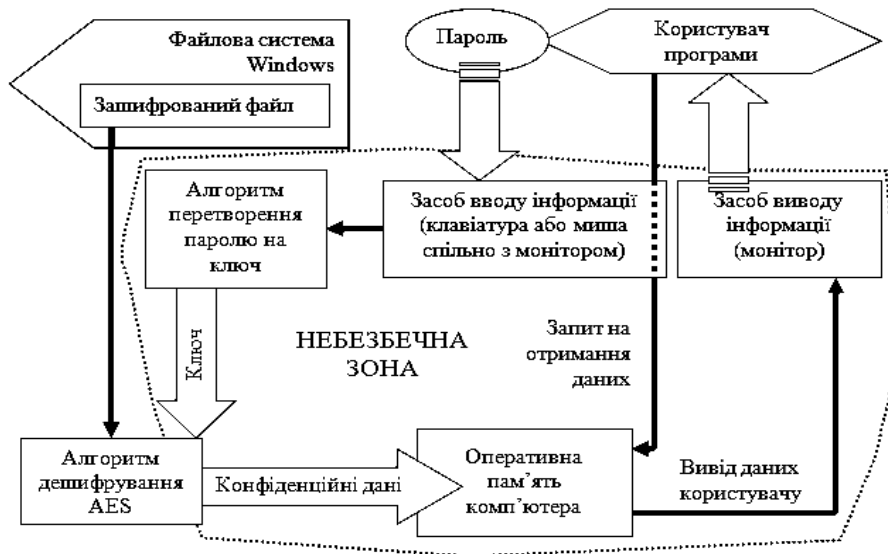 Файлова система
Windows
Зашифрований файл
Пароль
Користувач
програми
Алгоритм
перетворення
паролю на
ключ
Засоб вводу інформації
(клавіатура або миша
спільно з монітором)
Засоб виводу
інформації
(монітор)
Ключ
НЕБЕЗБЕЧНА
ЗОНА
Запит на
отримання
даних
Алгоритм
дешифрування
AES
Конфіденційні дані
Оперативна
пам'ять
комп'ютера
Вивід даних
користувачу